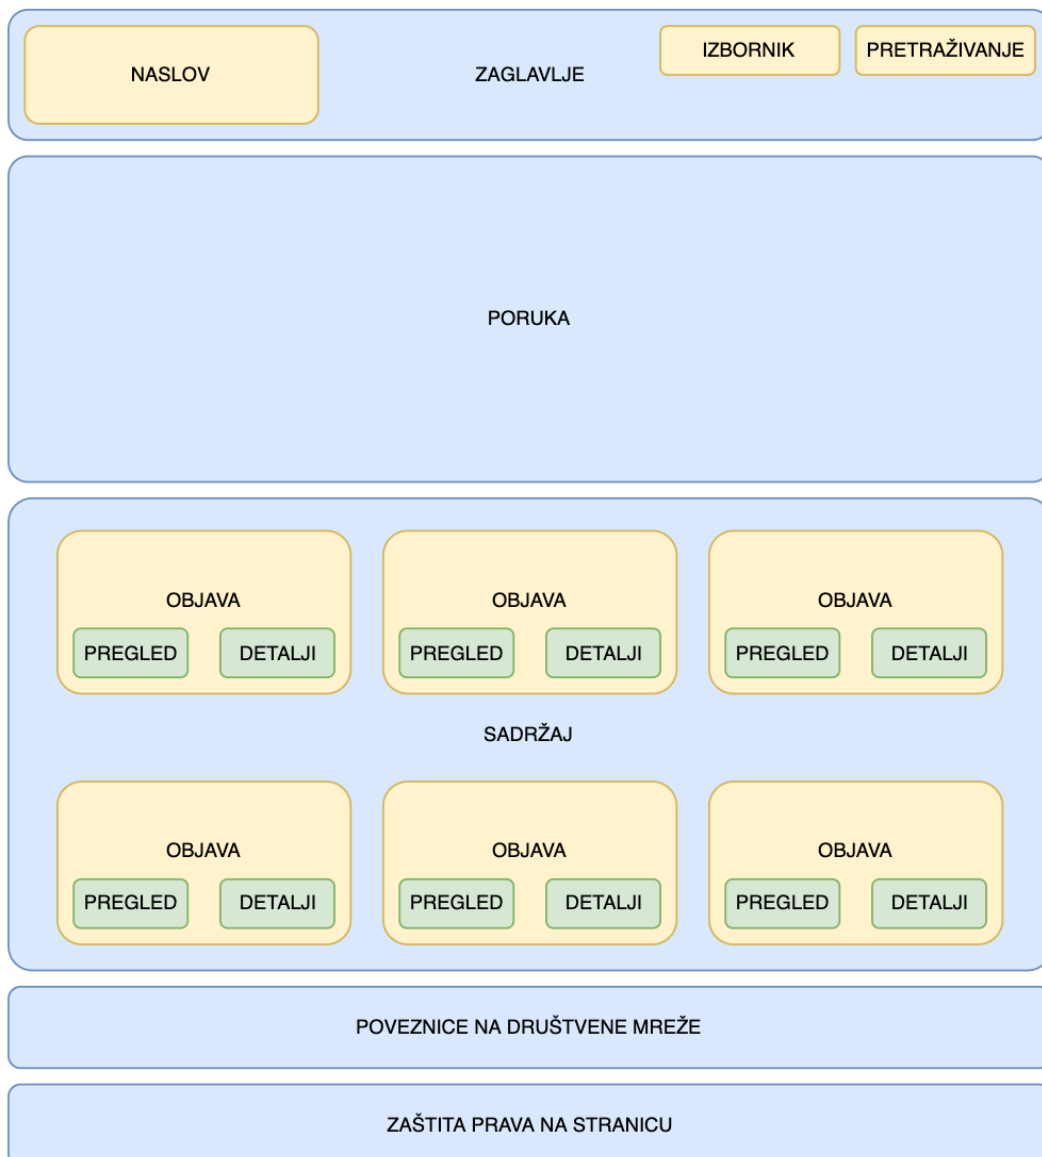 NASLOV
ZAGLAVLJE
IZBORNIK
PRETRAŽIVANJE
PORUKA
OBJAVA
PREGLED
DETALJI
OBJAVA
PREGLED
DETALJI
OBJAVA
PREGLED
DETALJI
SADRŽAJ
OBJAVA
PREGLED
DETALJI
OBJAVA
PREGLED
DETALJI
OBJAVA
PREGLED
DETALJI
POVEZNICE NA DRUŠTVENE MREŽE
ZAŠTITA PRAVA NA STRANICU